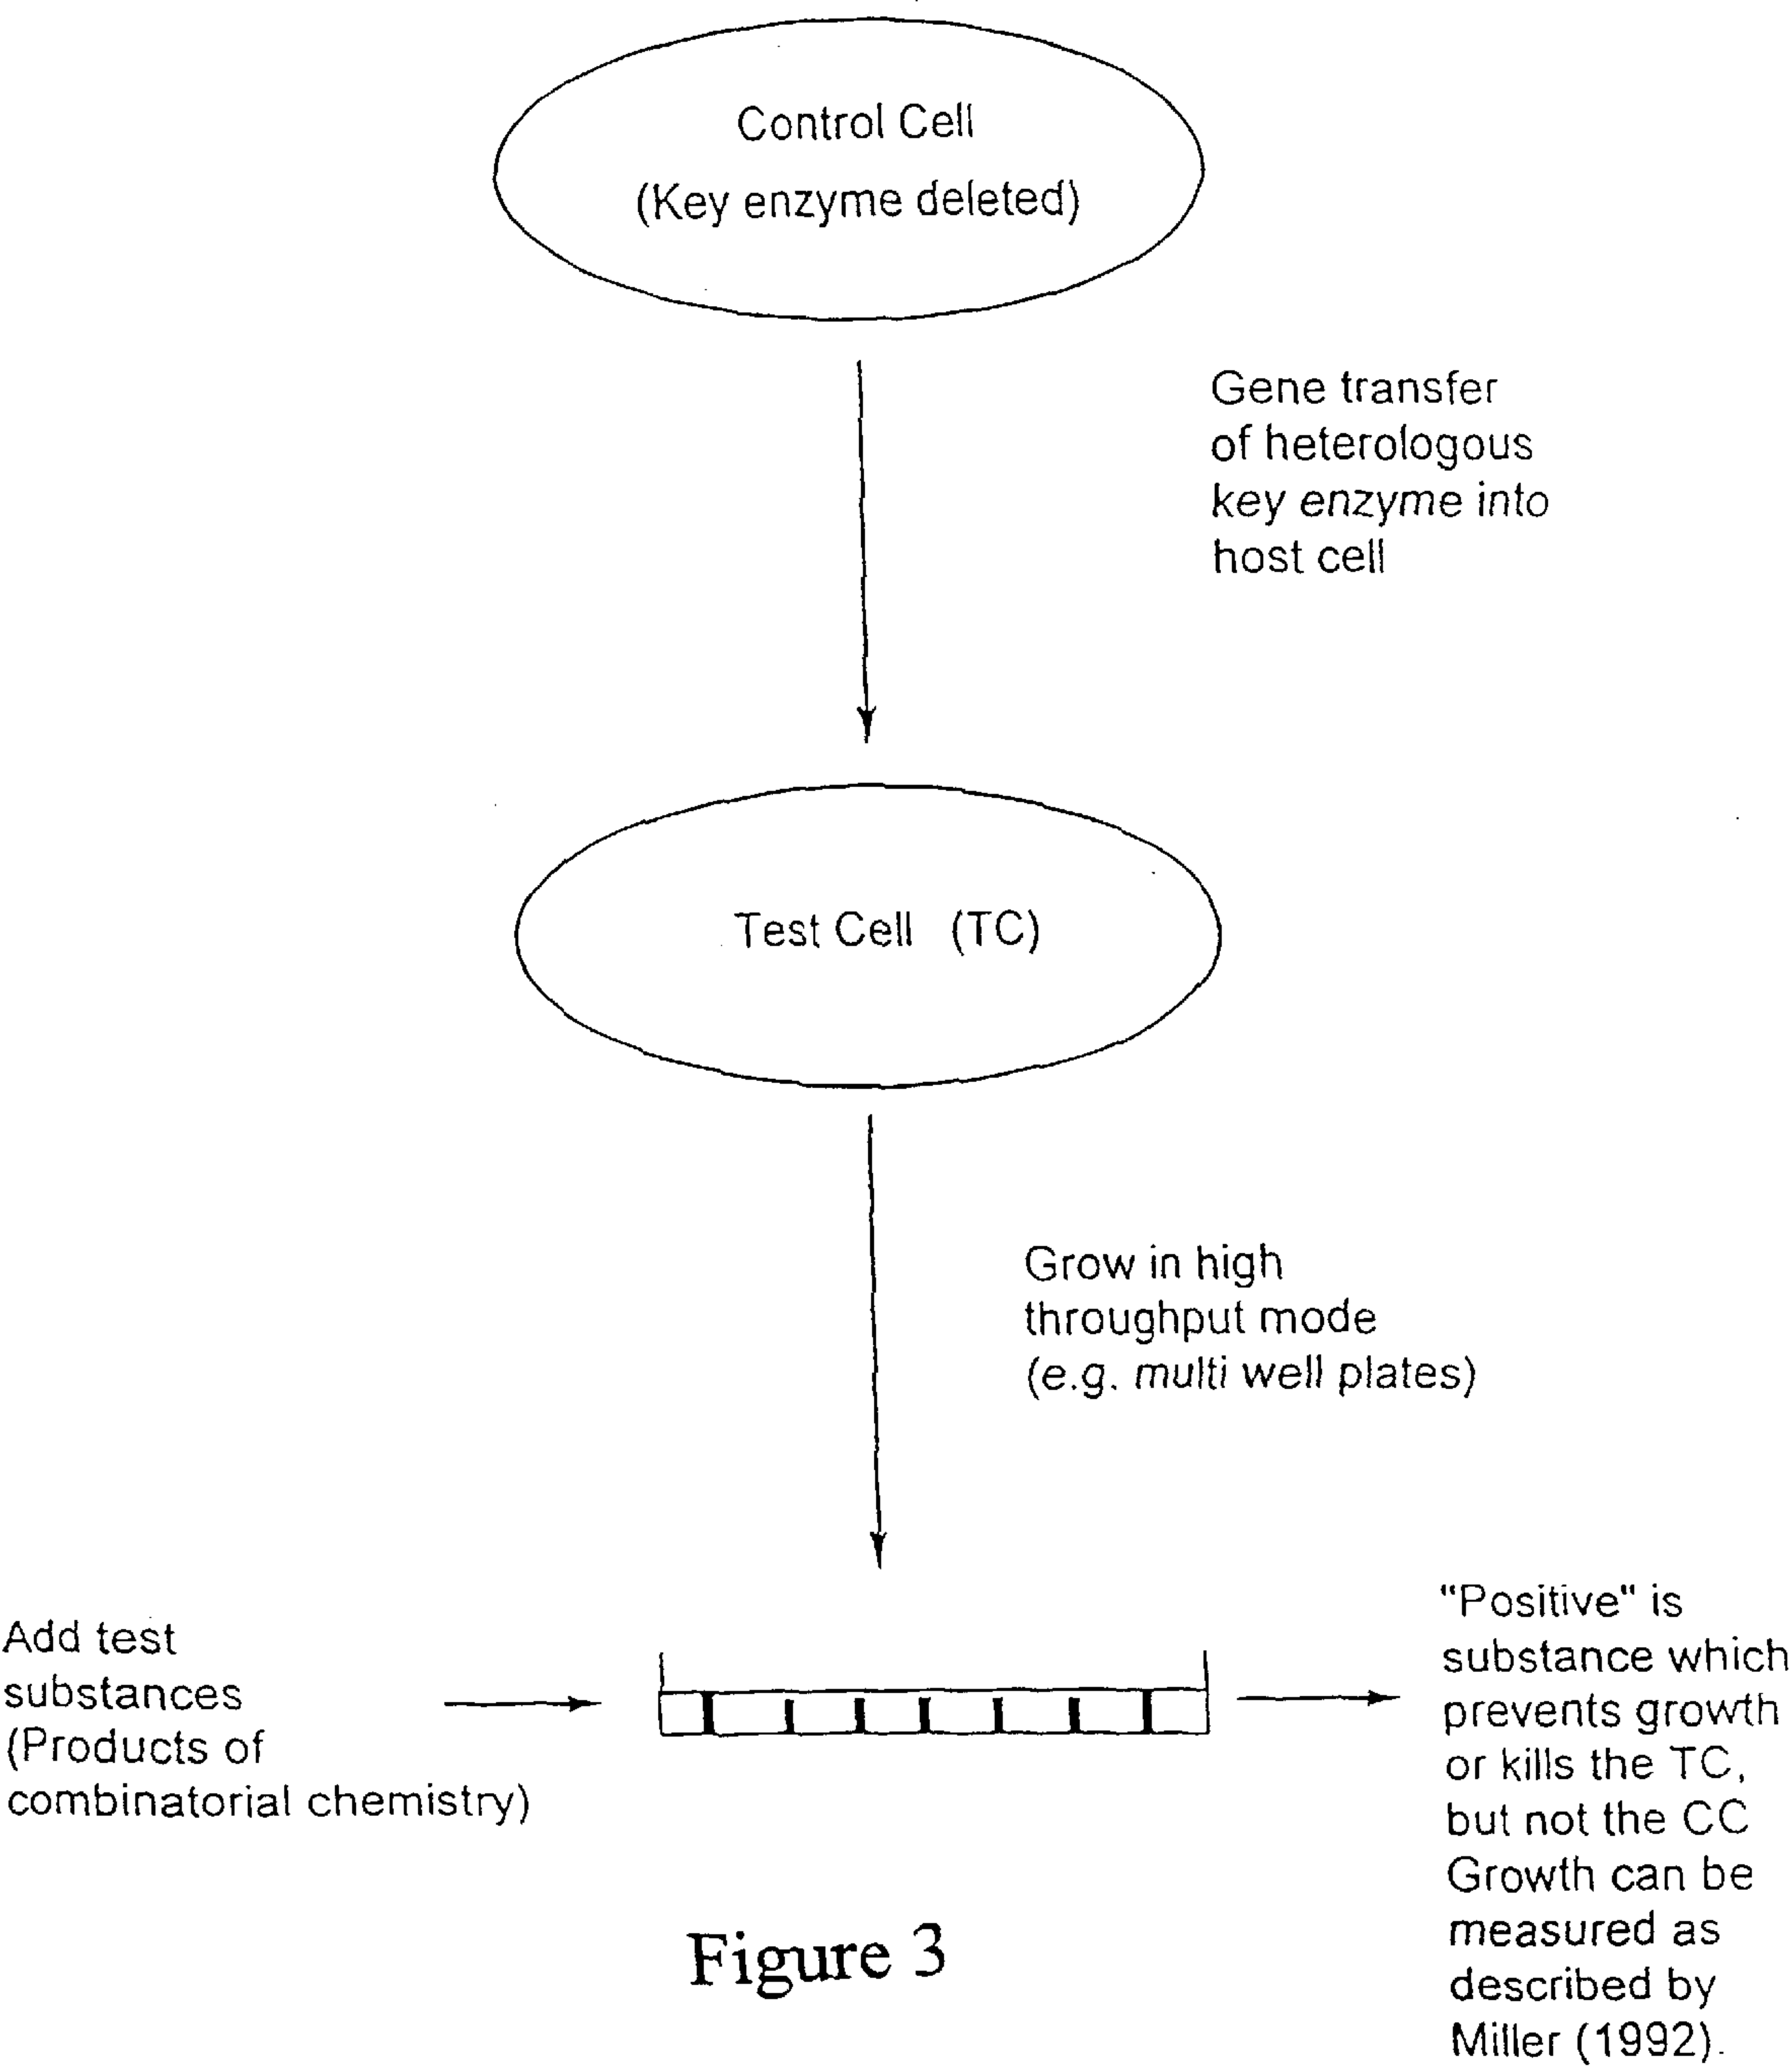 Control Cell
(Key enzyme deleted)
Gene transfer
of heterologous
key enzyme into
host cell
Test Cell (TC)
Grow in high
throughput mode
(e.g. multi well plates)
Add test
substances
(Products of
combinatorial chemistry)
"Positive" is
substance which
prevents growth
or kills the TC,
but not the CC
Growth can be
measured as
described by
Miller (1992).
Figure 3